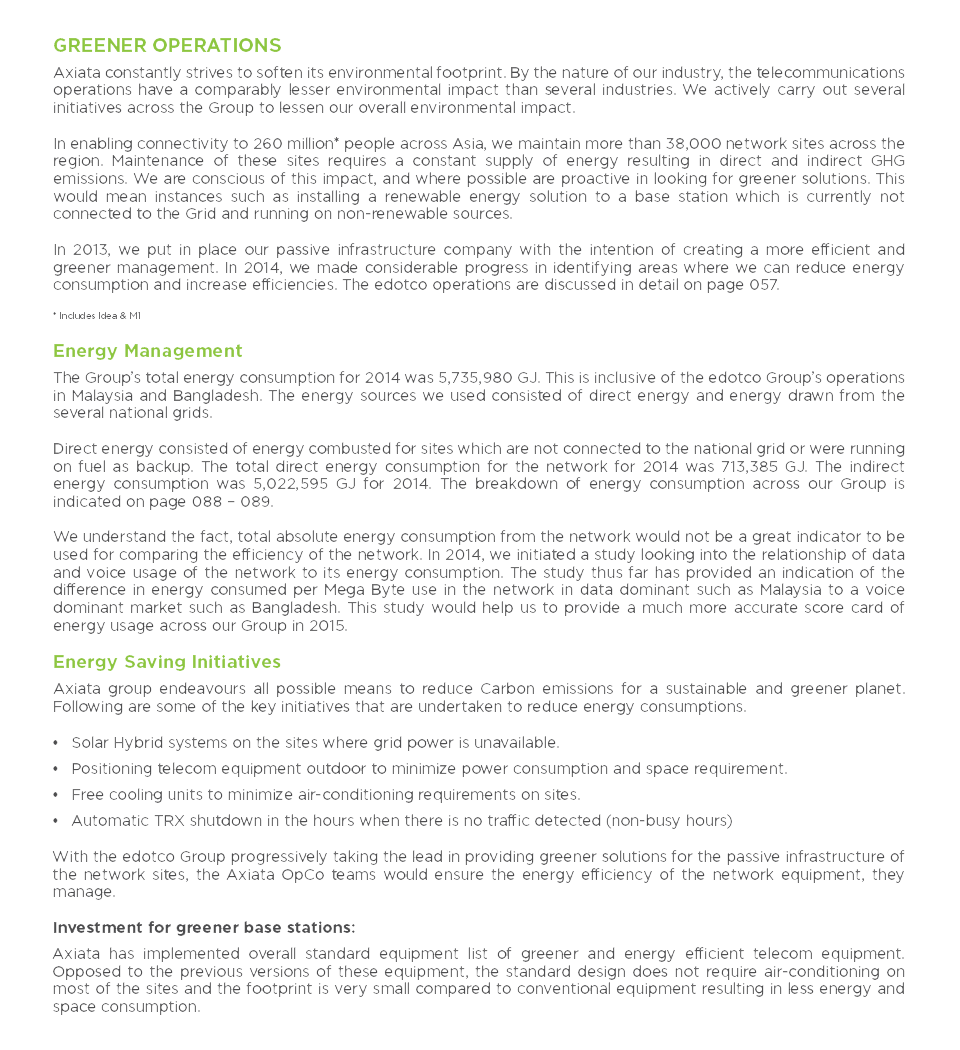 GREENER OPERATIONS
Axiata constantly strives to soften its environmental footprint. By the nature of our industry, the telecommunications
operations have a comparably lesser environmental impact than several industries. We actively carry out several
initiatives across the Group to lessen our overall environmental impact.
In enabling connectivity to 260 million* people across Asia, we maintain more than 38,000 network sites across the
region. Maintenance of these sites requires a constant supply of energy resulting in direct and indirect GHG
emissions. We are conscious of this impact, and where possible are proactive in looking for greener solutions. This
would mean instances such as installing a renewable energy solution to a base station which is currently not
connected to the Grid and running on non-renewable sources.
In 2013, we put in place our passive infrastructure company with the intention of creating a more efficient and
greener management. In 2014, we made considerable progress in identifying areas where we can reduce energy
consumption and increase efficiencies. The edotco operations are discussed in detail on page 057.
* Includes Idea & M1
Energy Management
The Group's total energy consumption for 2014 was 5,735,980 GJ. This is inclusive of the edotco Group's operations
in Malaysia and Bangladesh. The energy sources we used consisted of direct energy and energy drawn from the
several national grids.
Direct energy consisted of energy combusted for sites which are not connected to the national grid or were running
on fuel as backup. The total direct energy consumption for the network for 2014 was 713,385 GJ. The indirect
energy consumption was 5,022,595 GJ for 2014. The breakdown of energy consumption across our Group is
indicated on page 088 – 089.
We understand the fact, total absolute energy consumption from the network would not be a great indicator to be
used for comparing the efficiency of the network. In 2014, we initiated a study looking into the relationship of data
and voice usage of the network to its energy consumption. The study thus far has provided an indication of the
difference in energy consumed per Mega Byte use in the network in data dominant such as Malaysia to a voice
dominant market such as Bangladesh. This study would help us to provide a much more accurate score card of
energy usage across our Group in 2015.
Energy Saving Initiatives
Axiata group endeavours all possible means to reduce Carbon emissions for a sustainable and greener planet.
Following are some of the key initiatives that are undertaken to reduce energy consumptions.
• Solar Hybrid systems on the sites where grid power is unavailable.
• Positioning telecom equipment outdoor to minimize power consumption and space requirement.
• Free cooling units to minimize air-conditioning requirements on sites.
• Automatic TRX shutdown in the hours when there is no traffic detected (non-busy hours)
With the edotco Group progressively taking the lead in providing greener solutions for the passive infrastructure of
the network sites, the Axiata OpCo teams would ensure the energy efficiency of the network equipment, they
manage.
Investment for greener base stations:
Axiata has implemented overall standard equipment list of greener and energy efficient telecom equipment.
Opposed to the previous versions of these equipment, the standard design does not require air-conditioning on
most of the sites and the footprint is very small compared to conventional equipment resulting in less energy and
space consumption.